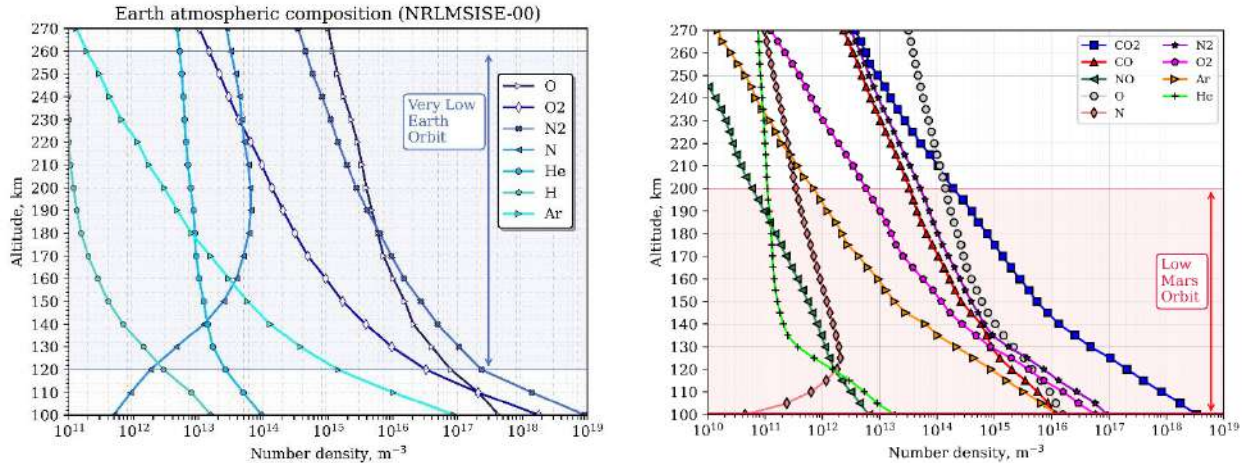 Earth atmospheric composition (NRLMSISE-00)
270
260
250
240
230
220
210
200
190
180
170
160
150
140
130
120
110
100
Altitude, km
Very Low
Earth
Orbit
O
O2
N2
N
He
H
Ar
10^11
10^12
10^13
10^14
10^15
10^16
10^17
10^18
10^19
Number density, m^−3
270
260
250
240
230
220
210
200
190
180
170
160
150
140
130
120
110
100
Altitude, km
CO2
CO
NO
O
N
N2
O2
Ar
He
Low
Mars
Orbit
10^10
10^11
10^12
10^13
10^14
10^15
10^16
10^17
10^18
10^19
Number density, m^−3